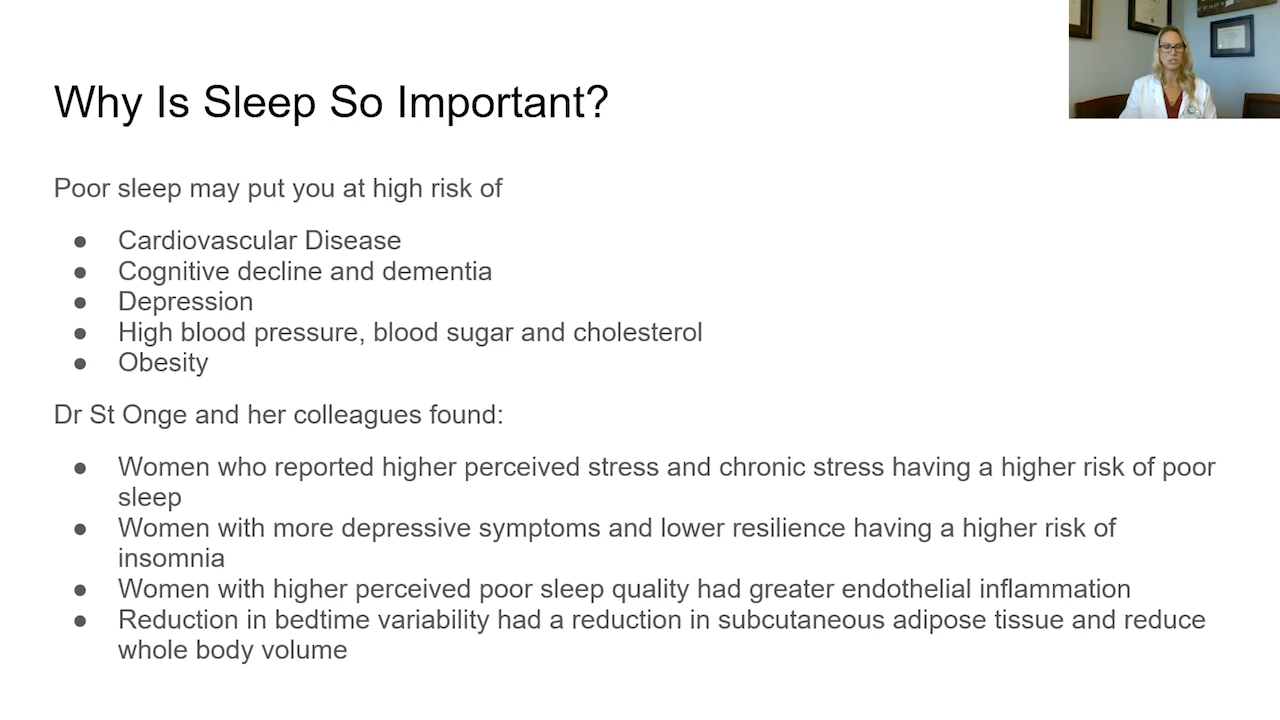 Why Is Sleep So Important?
Poor sleep may put you at high risk of
● Cardiovascular Disease
● Cognitive decline and dementia
● Depression
● High blood pressure, blood sugar and cholesterol
● Obesity
Dr St Onge and her colleagues found:
● Women who reported higher perceived stress and chronic stress having a higher risk of poor
sleep
● Women with more depressive symptoms and lower resilience having a higher risk of
insomnia
● Women with higher perceived poor sleep quality had greater endothelial inflammation
● Reduction in bedtime variability had a reduction in subcutaneous adipose tissue and reduce
whole body volume